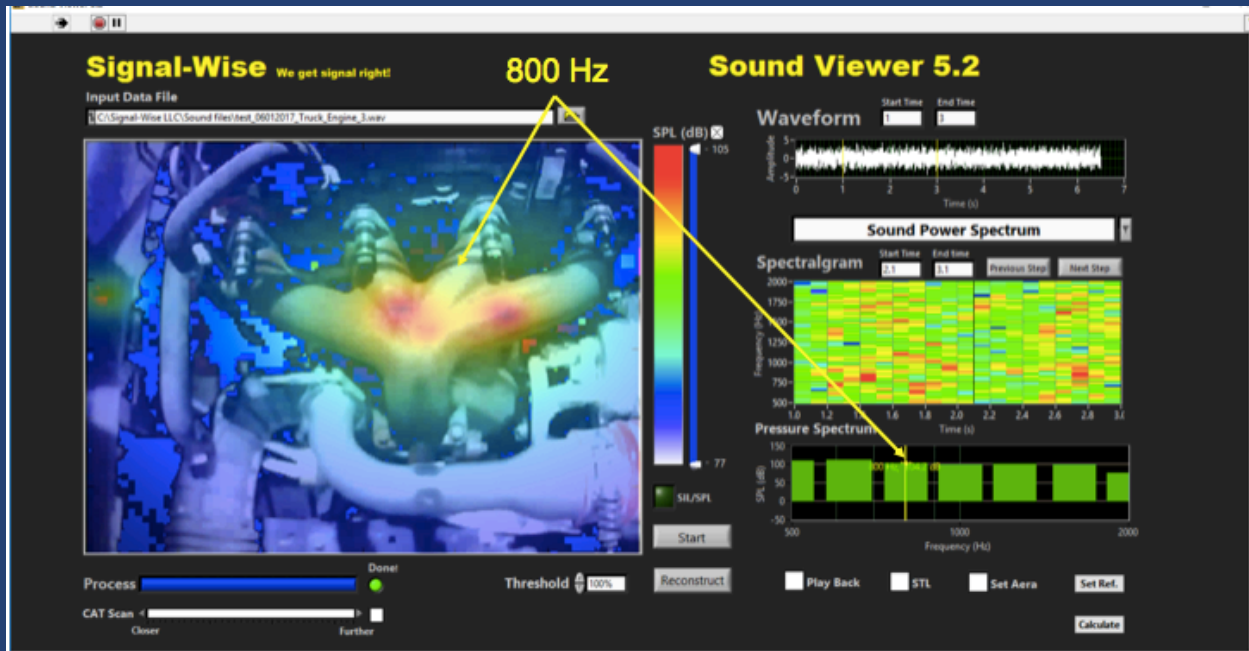 Signal-Wise We get signal right!
800 Hz
Sound Viewer 5.2
Input Data File
C:\Signal-Wise LLC\Sound files\test_06012017_Truck_Engine_3.wav
SPL (dB)
105
77
SIL/SPL
Start
Reconstruct
Waveform
Start Time
End Time
1
3
Amplitude
5
0
-5
0 1 2 3 4 5 6 7
Time (s)
Sound Power Spectrum
Spectralgram
Start Time
End time
2.1
3.1
Previous Step
Next Step
Frequency (Hz)
2000
1750
1500
1250
1000
750
500
1.0 1.2 1.4 1.6 1.8 2.0 2.2 2.4 2.6 2.8 3.0
Time (s)
Pressure Spectrum
SPL (dB)
150
100
50
0
-50
500 1000 2000
Frequency (Hz)
Process
Done!
Threshold
100%
CAT Scan
Closer
Further
Play Back
STL
Set Aera
Set Ref.
Calculate